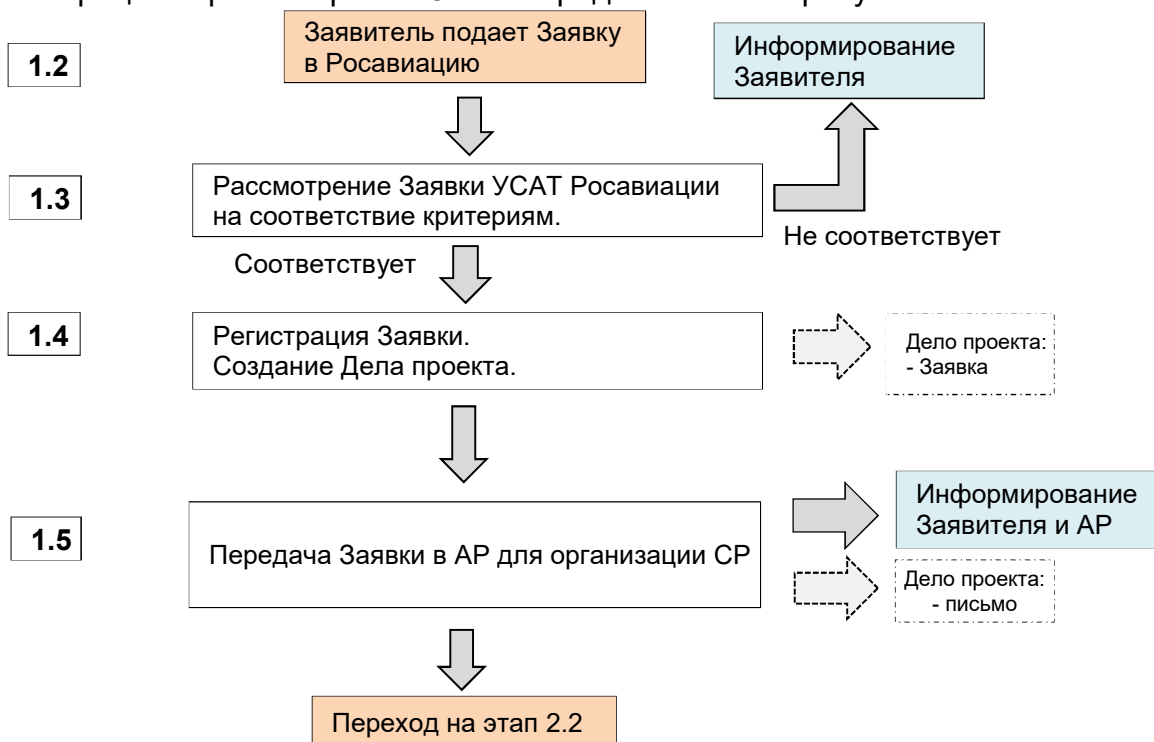 1.2
Заявитель подает Заявку
в Росавиацию
Информирование
Заявителя
1.3
Рассмотрение Заявки УСАТ Росавиации
на соответствие критериям.
Не соответствует
Соответствует
1.4
Регистрация Заявки.
Создание Дела проекта.
Дело проекта:
- Заявка
1.5
Передача Заявки в АР для организации СР
Информирование
Заявителя и АР
Дело проекта:
- письмо
Переход на этап 2.2